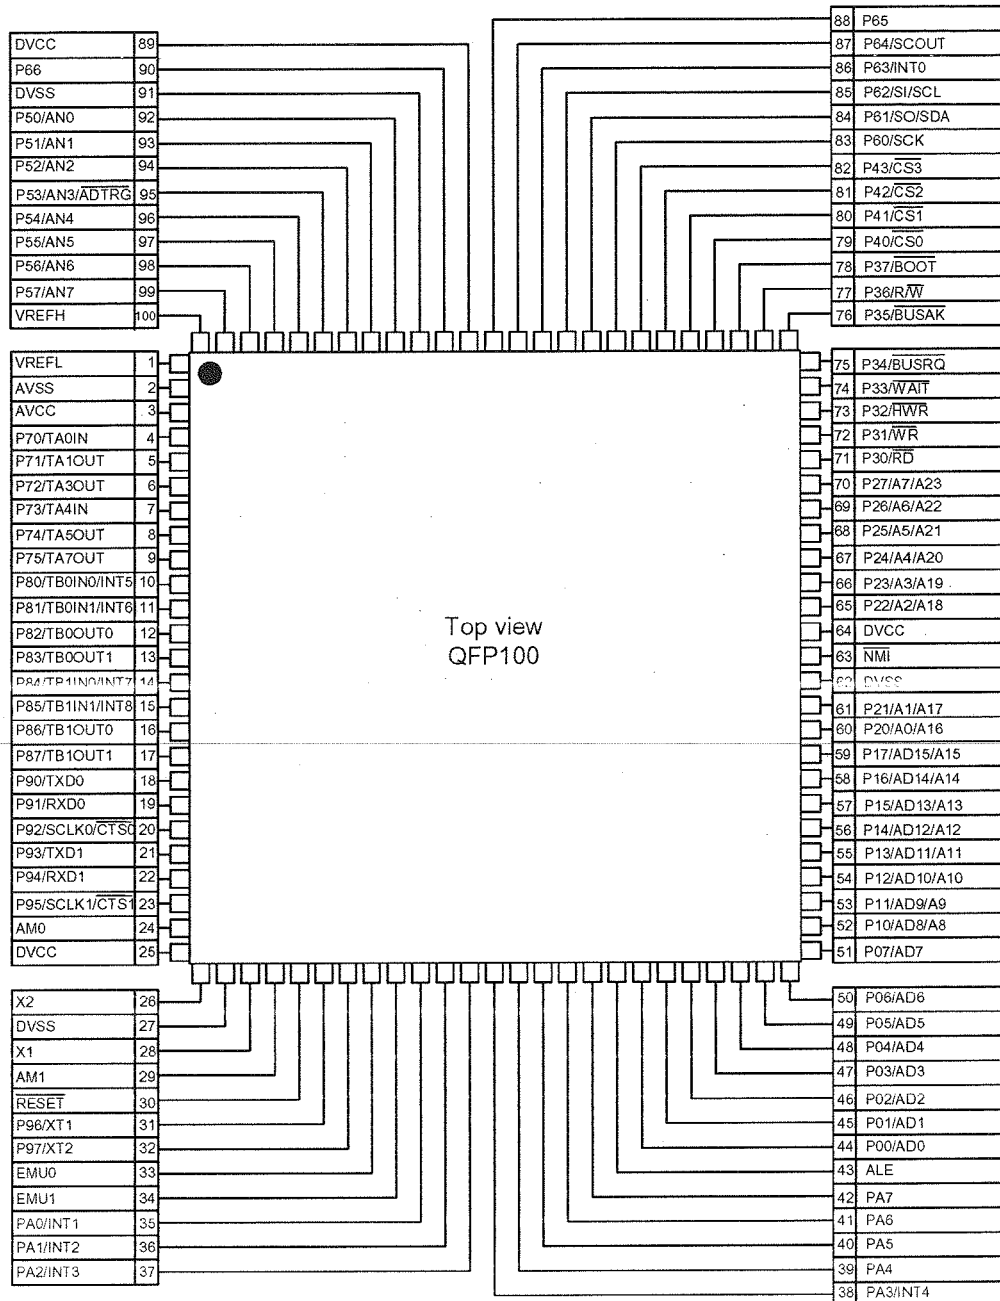 DVCC 89
P66 90
DVSS 91
P50/AN0 92
P51/AN1 93
P52/AN2 94
P53/AN3/ADTRG 95
P54/AN4 96
P55/AN5 97
P56/AN6 98
P57/AN7 99
VREFH 100
88 P65
87 P64/SCOUT
86 P63/INT0
85 P62/SI/SCL
84 P61/SO/SDA
83 P60/SCK
82 P43/CS3
81 P42/CS2
80 P41/CS1
79 P40/CS0
78 P37/BOOT
77 P36/R/W
76 P35/BUSAK
VREFL 1
AVSS 2
AVCC 3
P70/TA0IN 4
P71/TA1OUT 5
P72/TA3OUT 6
P73/TA4IN 7
P74/TA5OUT 8
P75/TA7OUT 9
P80/TB0IN0/INT5 10
P81/TB0IN1/INT6 11
P82/TB0OUT0 12
P83/TB0OUT1 13
P84/TB1IN0/INT7 14
P85/TB1IN1/INT8 15
P86/TB1OUT0 16
P87/TB1OUT1 17
P90/TXD0 18
P91/RXD0 19
P92/SCLK0/CTS0 20
P93/TXD1 21
P94/RXD1 22
P95/SCLK1/CTS1 23
AM0 24
DVCC 25
Top view
QFP100
75 P34/BUSRQ
74 P33/WAIT
73 P32/HWR
72 P31/WR
71 P30/RD
70 P27/A7/A23
69 P26/A6/A22
68 P25/A5/A21
67 P24/A4/A20
66 P23/A3/A19
65 P22/A2/A18
64 DVCC
63 NMI
62 DVSS
61 P21/A1/A17
60 P20/A0/A16
59 P17/AD15/A15
58 P16/AD14/A14
57 P15/AD13/A13
56 P14/AD12/A12
55 P13/AD11/A11
54 P12/AD10/A10
53 P11/AD9/A9
52 P10/AD8/A8
51 P07/AD7
X2 26
DVSS 27
X1 28
AM1 29
RESET 30
P96/XT1 31
P97/XT2 32
EMU0 33
EMU1 34
PA0/INT1 35
PA1/INT2 36
PA2/INT3 37
50 P06/AD6
49 P05/AD5
48 P04/AD4
47 P03/AD3
46 P02/AD2
45 P01/AD1
44 P00/AD0
43 ALE
42 PA7
41 PA6
40 PA5
39 PA4
38 PA3/INT4